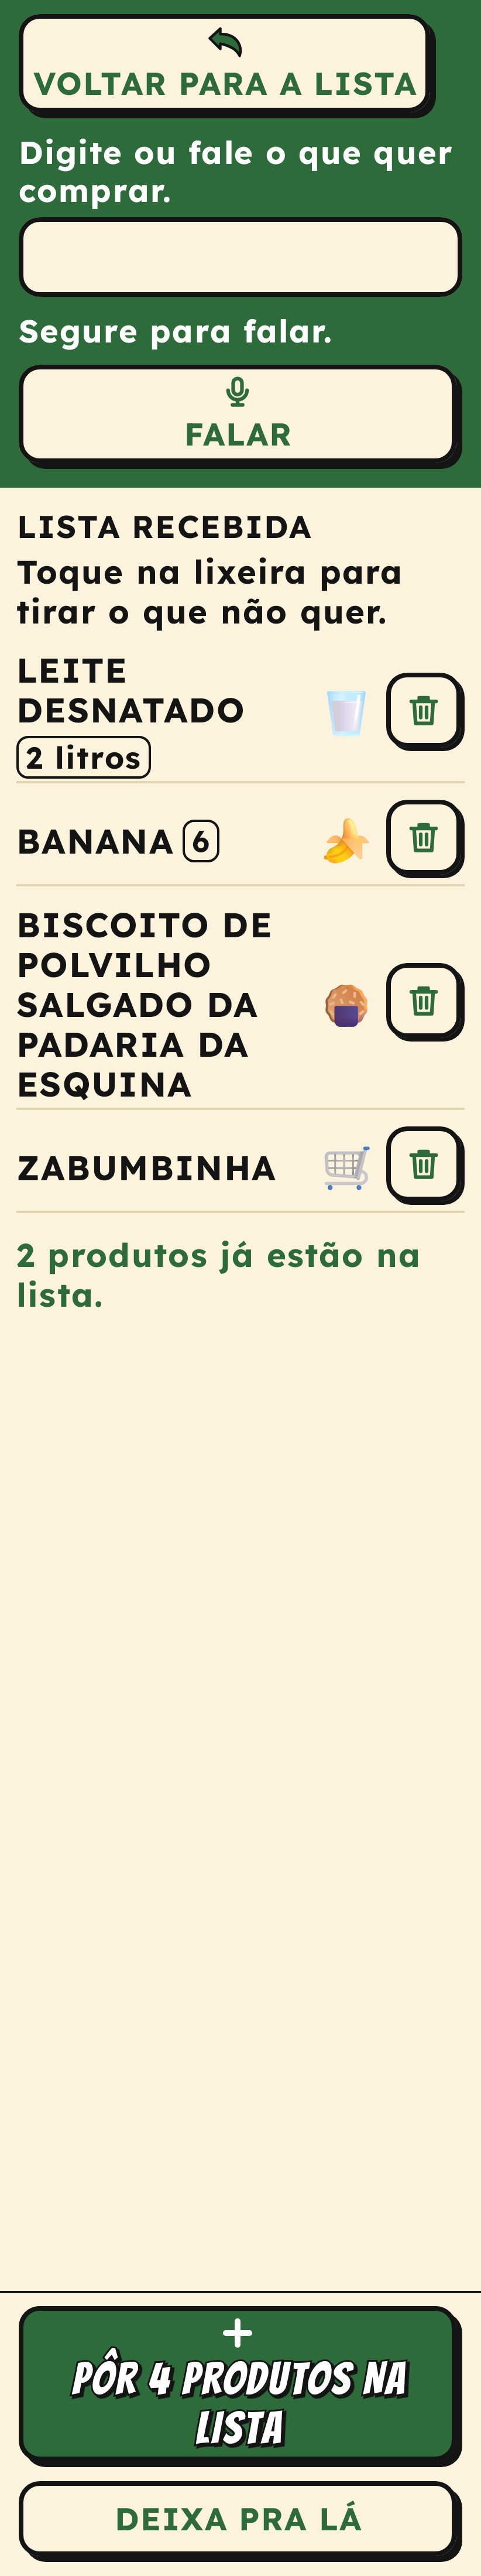 VOLTAR PARA A LISTA
Digite ou fale o que quer
comprar.
Segure para falar.
FALAR
LISTA RECEBIDA
Toque na lixeira para
tirar o que não quer.
LEITE
DESNATADO
2 litros
BANANA 6
BISCOITO DE
POLVILHO
SALGADO DA
PADARIA DA
ESQUINA
ZABUMBINHA
2 produtos já estão na
lista.
PÔR 4 PRODUTOS NA
LISTA
DEIXA PRA LÁ